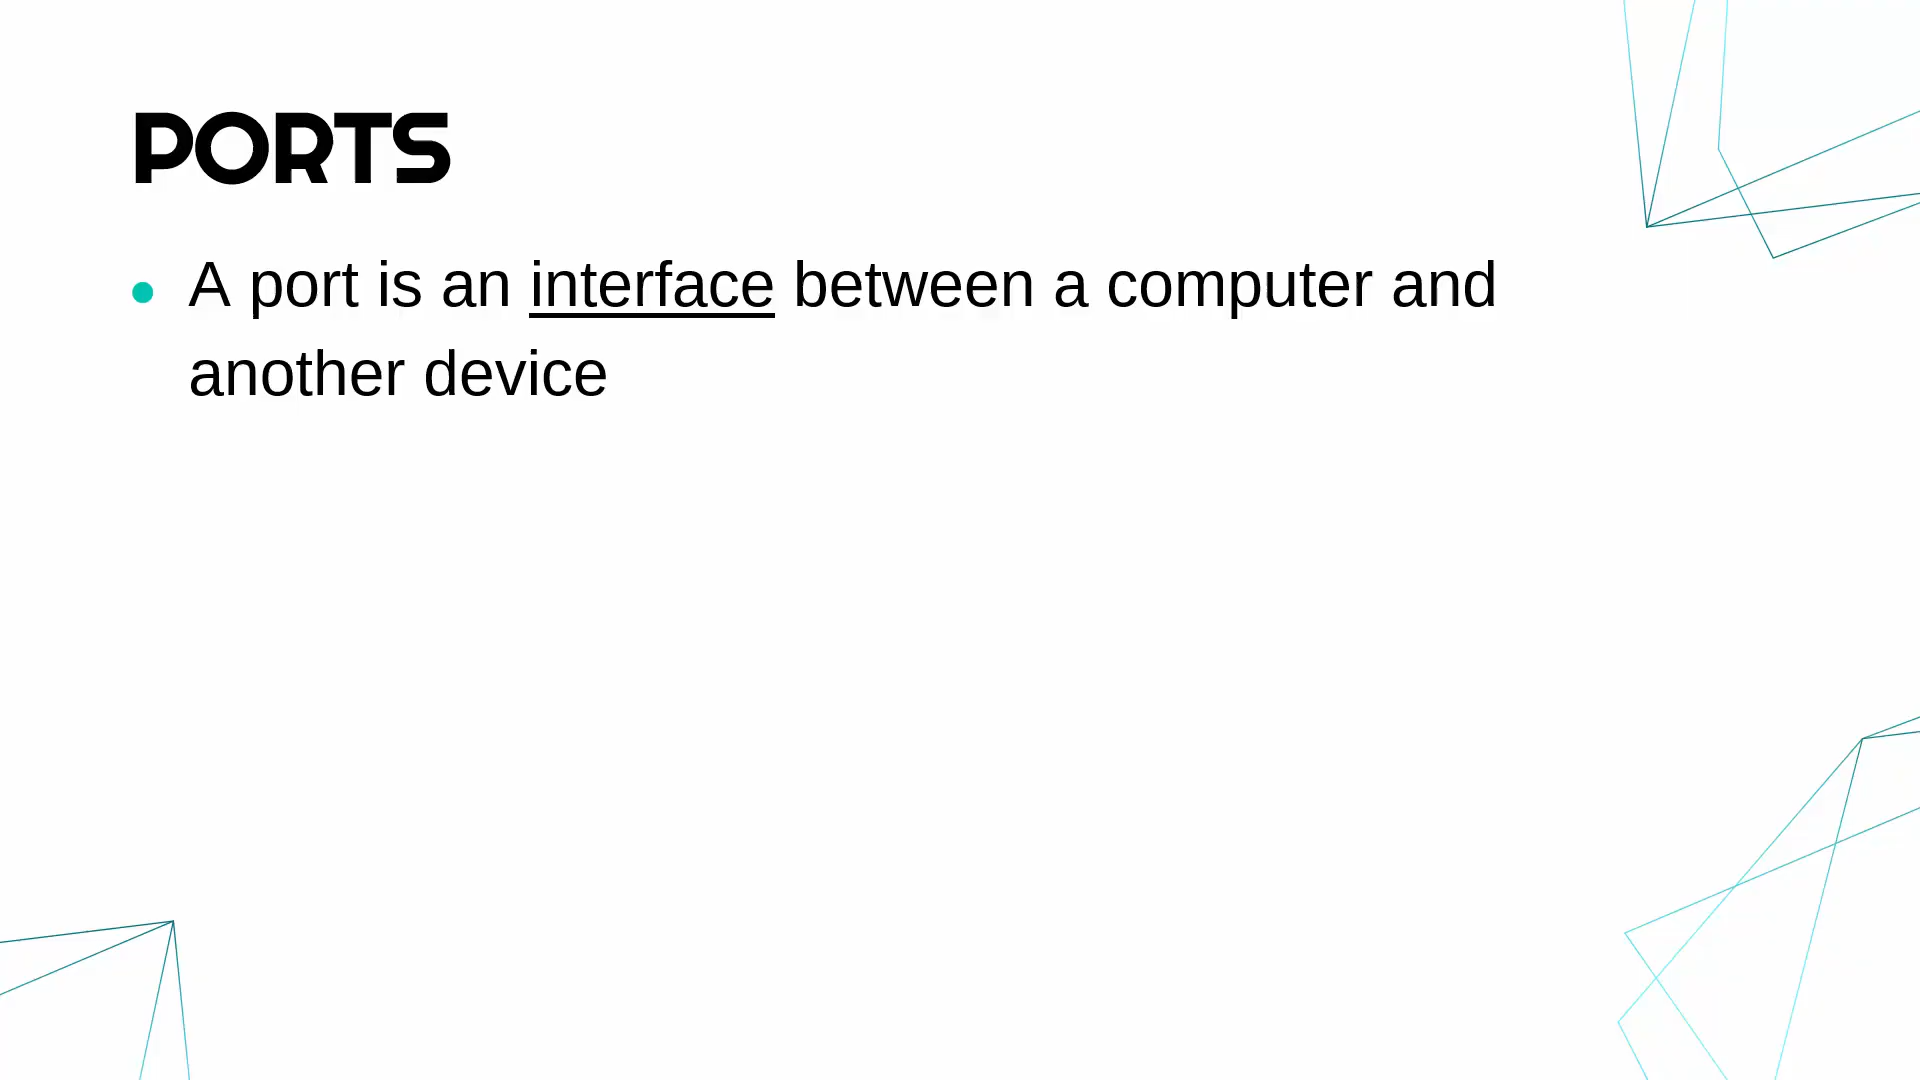 PORTS
A port is an interface between a computer and
another device